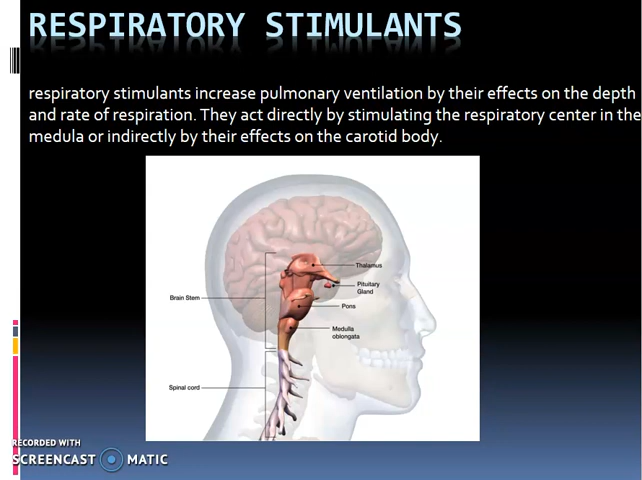 RESPIRATORY STIMULANTS
respiratory stimulants increase pulmonary ventilation by their effects on the depth
and rate of respiration. They act directly by stimulating the respiratory center in the
medula or indirectly by their effects on the carotid body.
Thalamus
Pituitary
Gland
Brain Stem
Pons
Medulla
oblongata
Spinal cord
RECORDED WITH
SCREENCAST MATIC